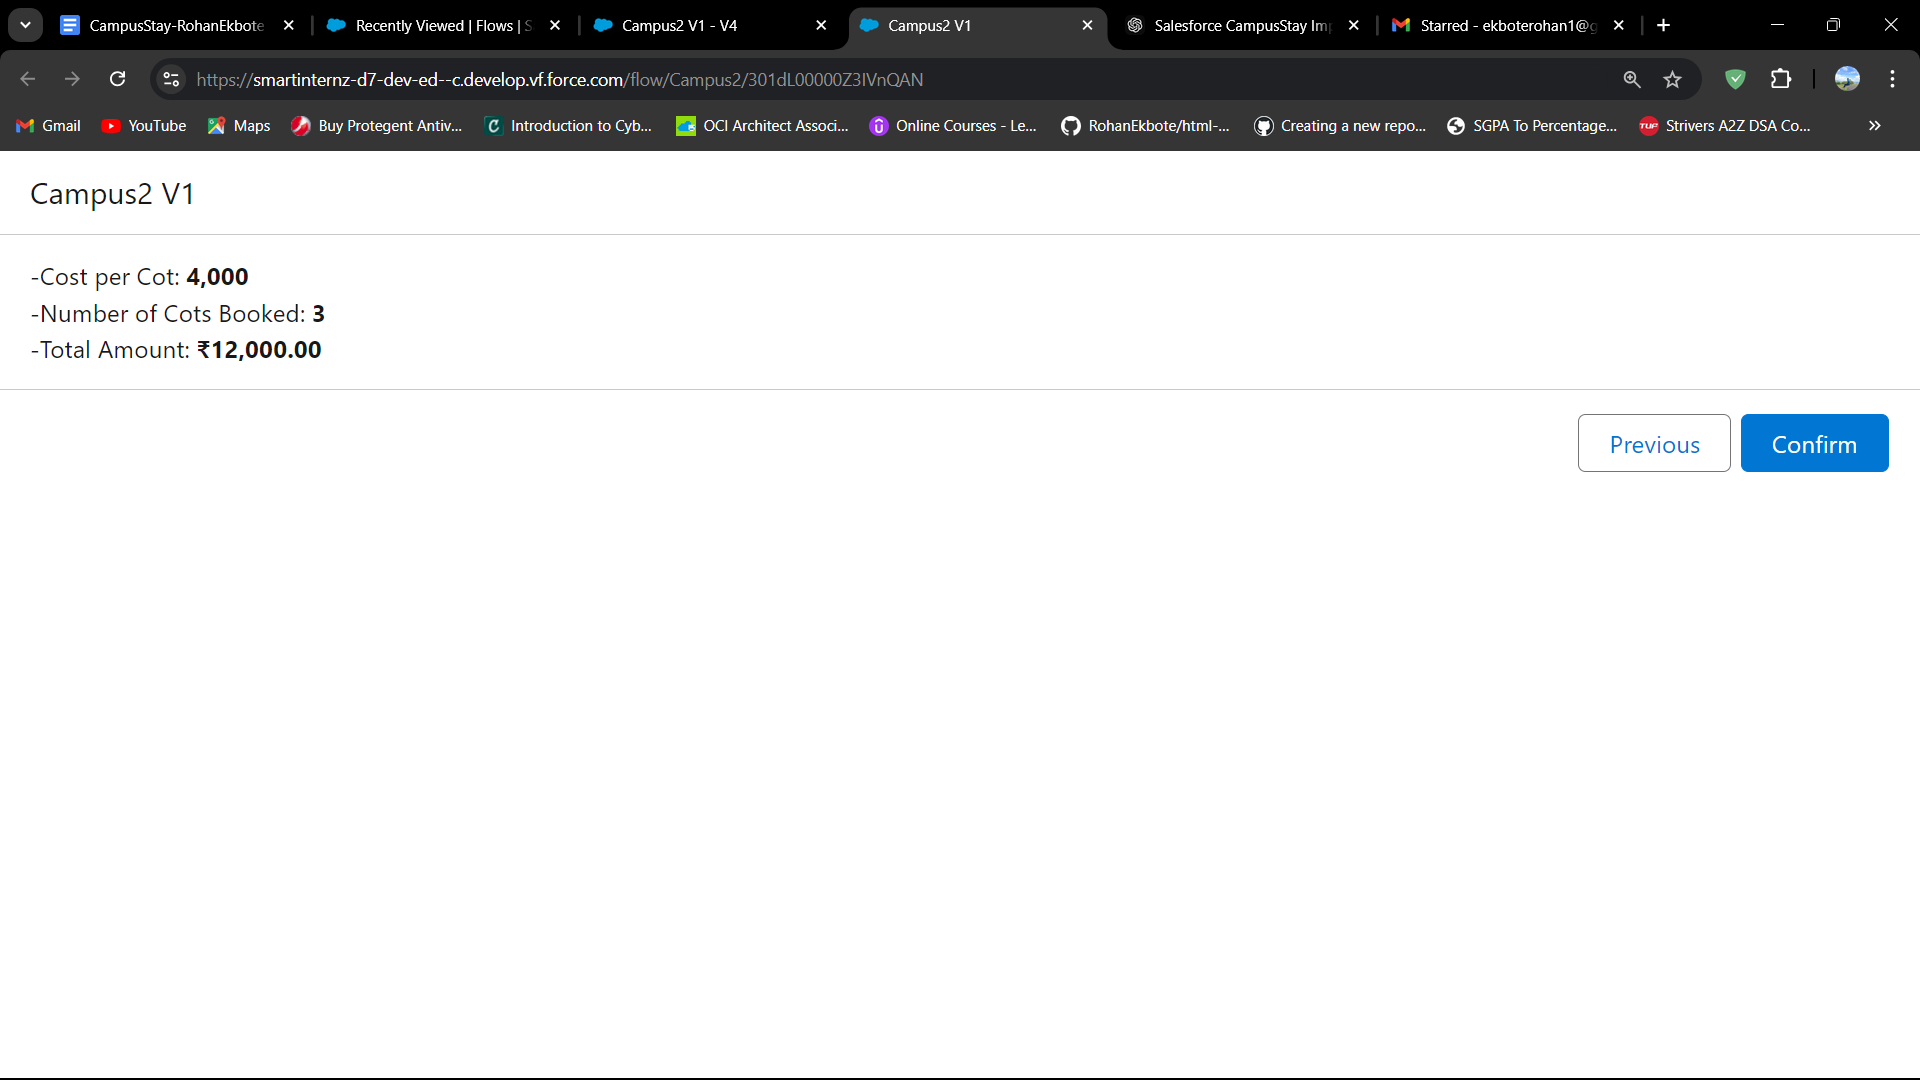 CampusStay-RohanEkbote
Recently Viewed | Flows | S
Campus2 V1 - V4
Campus2 V1
Salesforce CampusStay Imp
Starred - ekboterohan1@g
https://smartinternz-d7-dev-ed--c.develop.vf.force.com/flow/Campus2/301dL00000Z3IVnQAN
Gmail
YouTube
Maps
Buy Protegent Antiv...
Introduction to Cyb...
OCI Architect Associ...
Online Courses - Le...
RohanEkbote/html-...
Creating a new repo...
SGPA To Percentage...
TUF
Strivers A2Z DSA Co...
Campus2 V1
-Cost per Cot: 4,000
-Number of Cots Booked: 3
-Total Amount: ₹12,000.00
Previous
Confirm